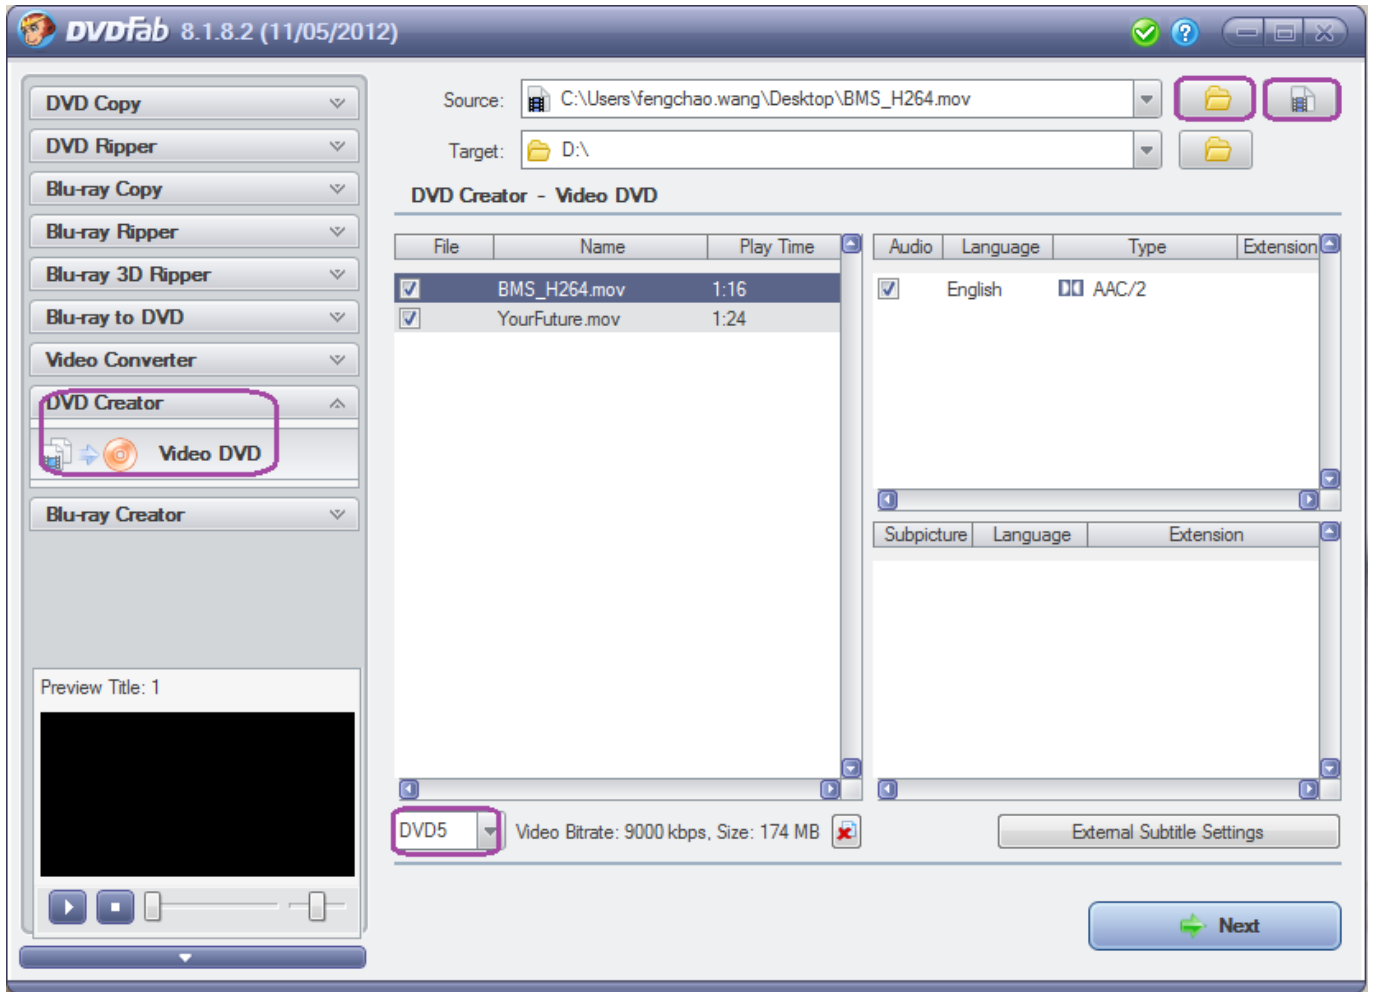 DVDFab 8.1.8.2 (11/05/2012)
DVD Copy
DVD Ripper
Blu-ray Copy
Blu-ray Ripper
Blu-ray 3D Ripper
Blu-ray to DVD
Video Converter
DVD Creator
Video DVD
Blu-ray Creator
Preview Title: 1
Source: C:\Users\fengchao.wang\Desktop\BMS_H264.mov
Target: D:\
DVD Creator - Video DVD
File Name Play Time
BMS_H264.mov 1:16
YourFuture.mov 1:24
Audio Language Type Extension
English AAC/2
Subpicture Language Extension
DVD5 Video Bitrate: 9000 kbps, Size: 174 MB
External Subtitle Settings
Next